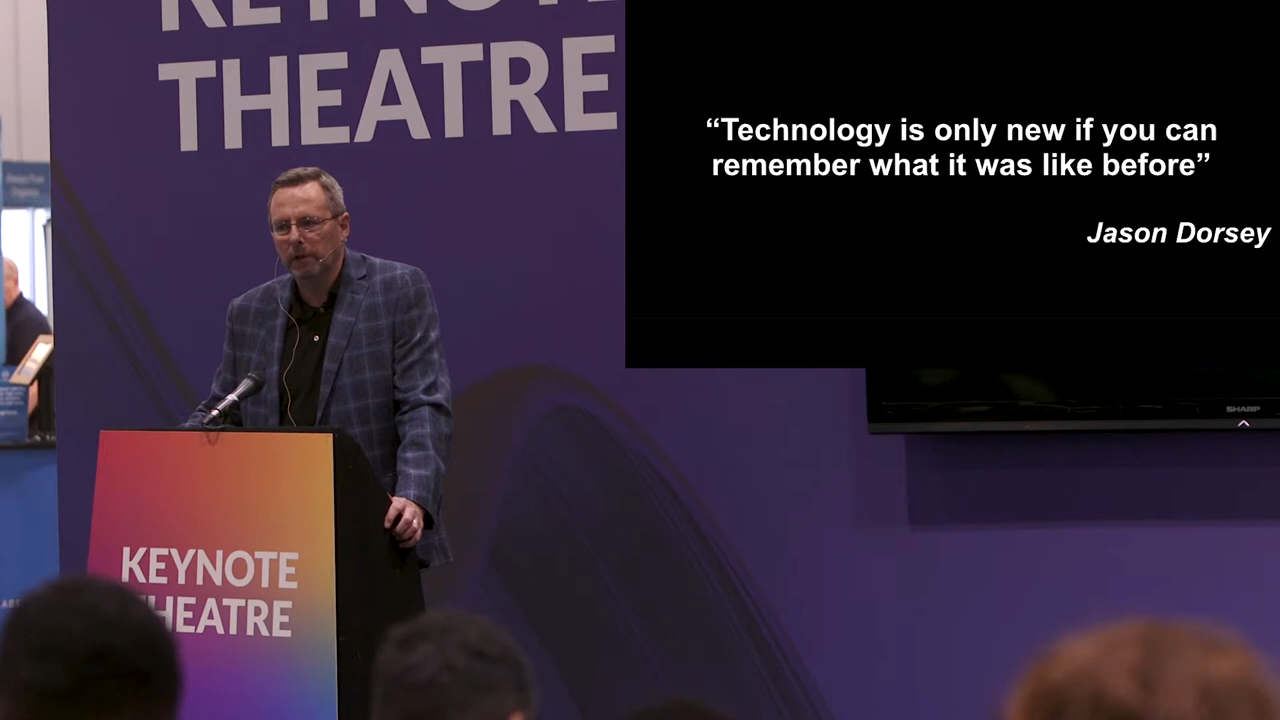 KEYNOTE
THEATRE
“Technology is only new if you can
remember what it was like before”
Jason Dorsey
SHARP
KEYNOTE
THEATRE